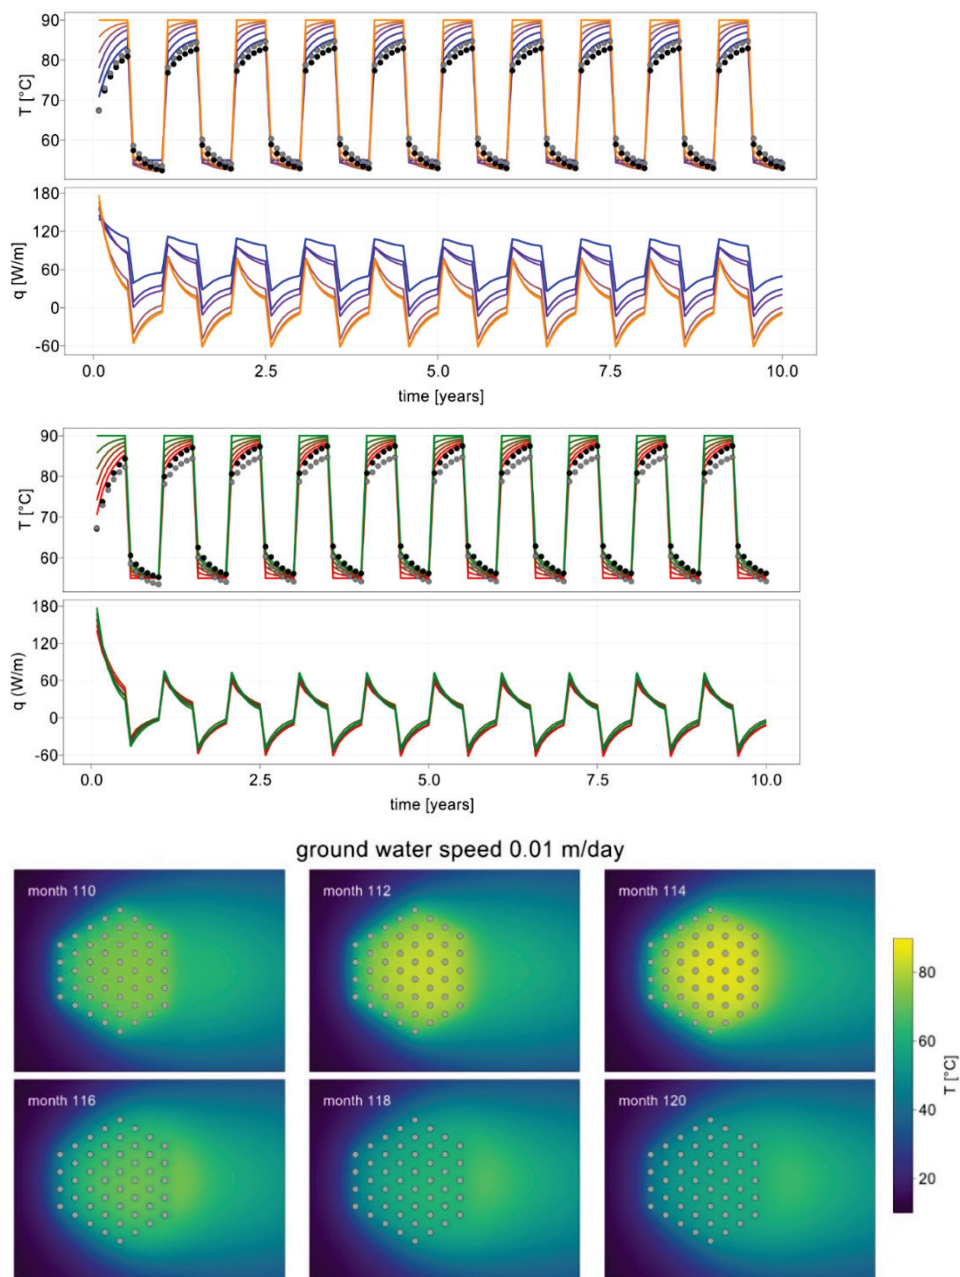 90
80
70
60
T [°C]
180
120
60
0
-60
q [W/m]
0.0 2.5 5.0 7.5 10.0
time [years]
90
80
70
60
T [°C]
180
120
60
0
-60
q (W/m)
0.0 2.5 5.0 7.5 10.0
time [years]
ground water speed 0.01 m/day
month 110 month 112 month 114
month 116 month 118 month 120
80
60
40
20
T [°C]